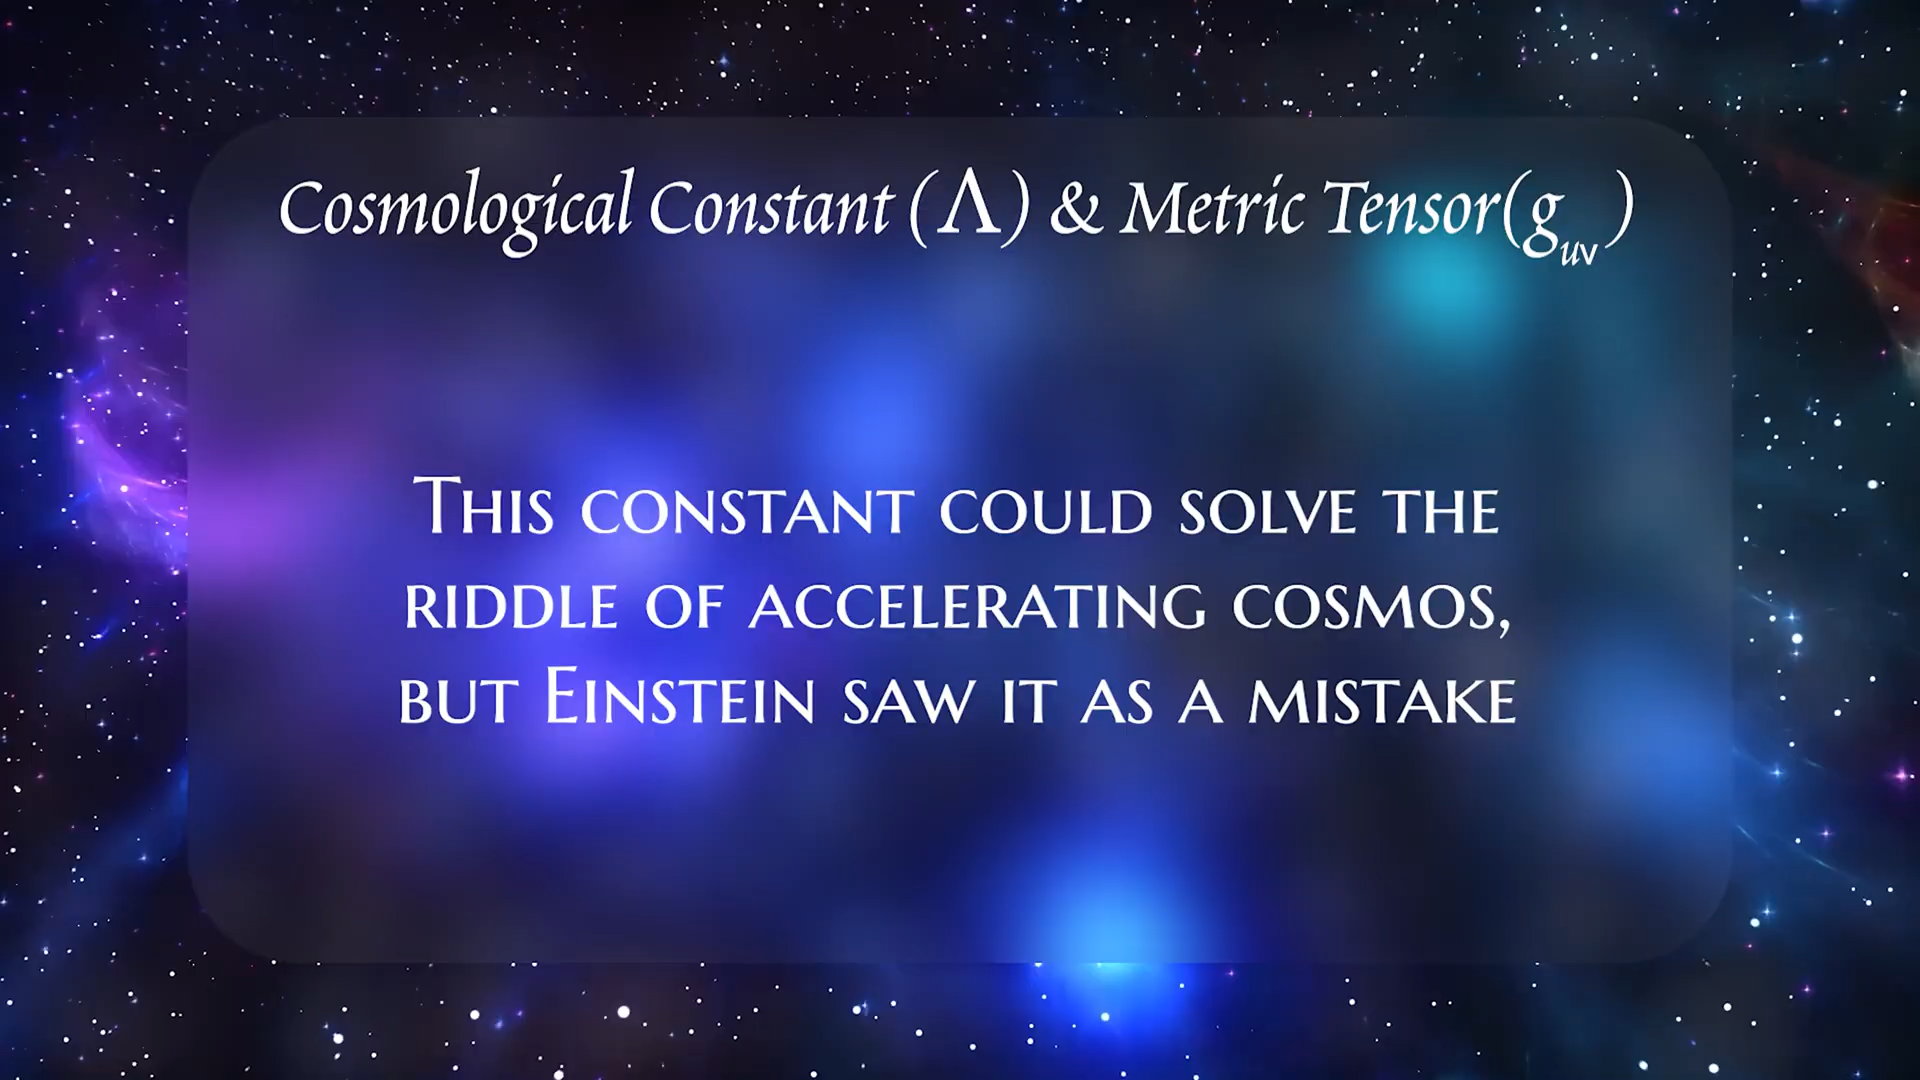 Cosmological Constant (Λ) & Metric Tensor(guv)
This constant could solve the
riddle of accelerating cosmos,
but Einstein saw it as a mistake